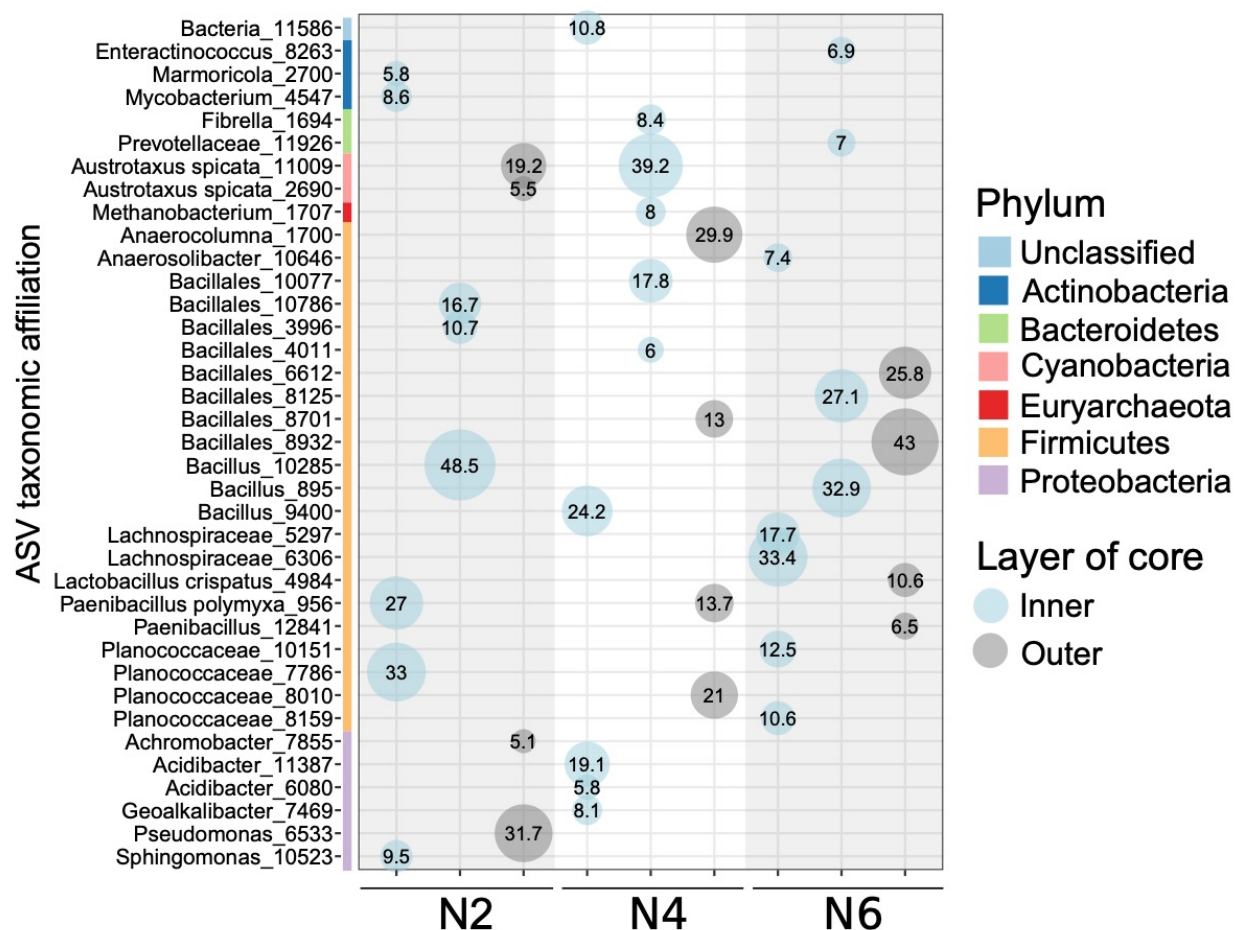 ASV taxonomic affiliation
Bacteria_11586 10.8
Enteractinococcus_8263 6.9
Marmoricola_2700 5.8
Mycobacterium_4547 8.6
Fibrella_1694 8.4
Prevotellaceae_11926 7
Austrotaxus spicata_11009 19.2 39.2
Austrotaxus spicata_2690 5.5
Methanobacterium_1707 8
Anaerocolumna_1700 29.9
Anaerosolibacter_10646 7.4
Bacillales_10077 17.8
Bacillales_10786 16.7
Bacillales_3996 10.7
Bacillales_4011 6
Bacillales_6612 25.8
Bacillales_8125 27.1
Bacillales_8701 13
Bacillales_8932 43
Bacillus_10285 48.5
Bacillus_895 32.9
Bacillus_9400 24.2
Lachnospiraceae_5297 17.7
Lachnospiraceae_6306 33.4
Lactobacillus crispatus_4984 10.6
Paenibacillus polymyxa_956 27 13.7
Paenibacillus_12841 6.5
Planococcaceae_10151 12.5
Planococcaceae_7786 33
Planococcaceae_8010 21
Planococcaceae_8159 10.6
Achromobacter_7855 5.1
Acidibacter_11387 19.1
Acidibacter_6080 5.8
Geoalkalibacter_7469 8.1
Pseudomonas_6533 31.7
Sphingomonas_10523 9.5
N2 N4 N6
Phylum
Unclassified
Actinobacteria
Bacteroidetes
Cyanobacteria
Euryarchaeota
Firmicutes
Proteobacteria
Layer of core
Inner
Outer